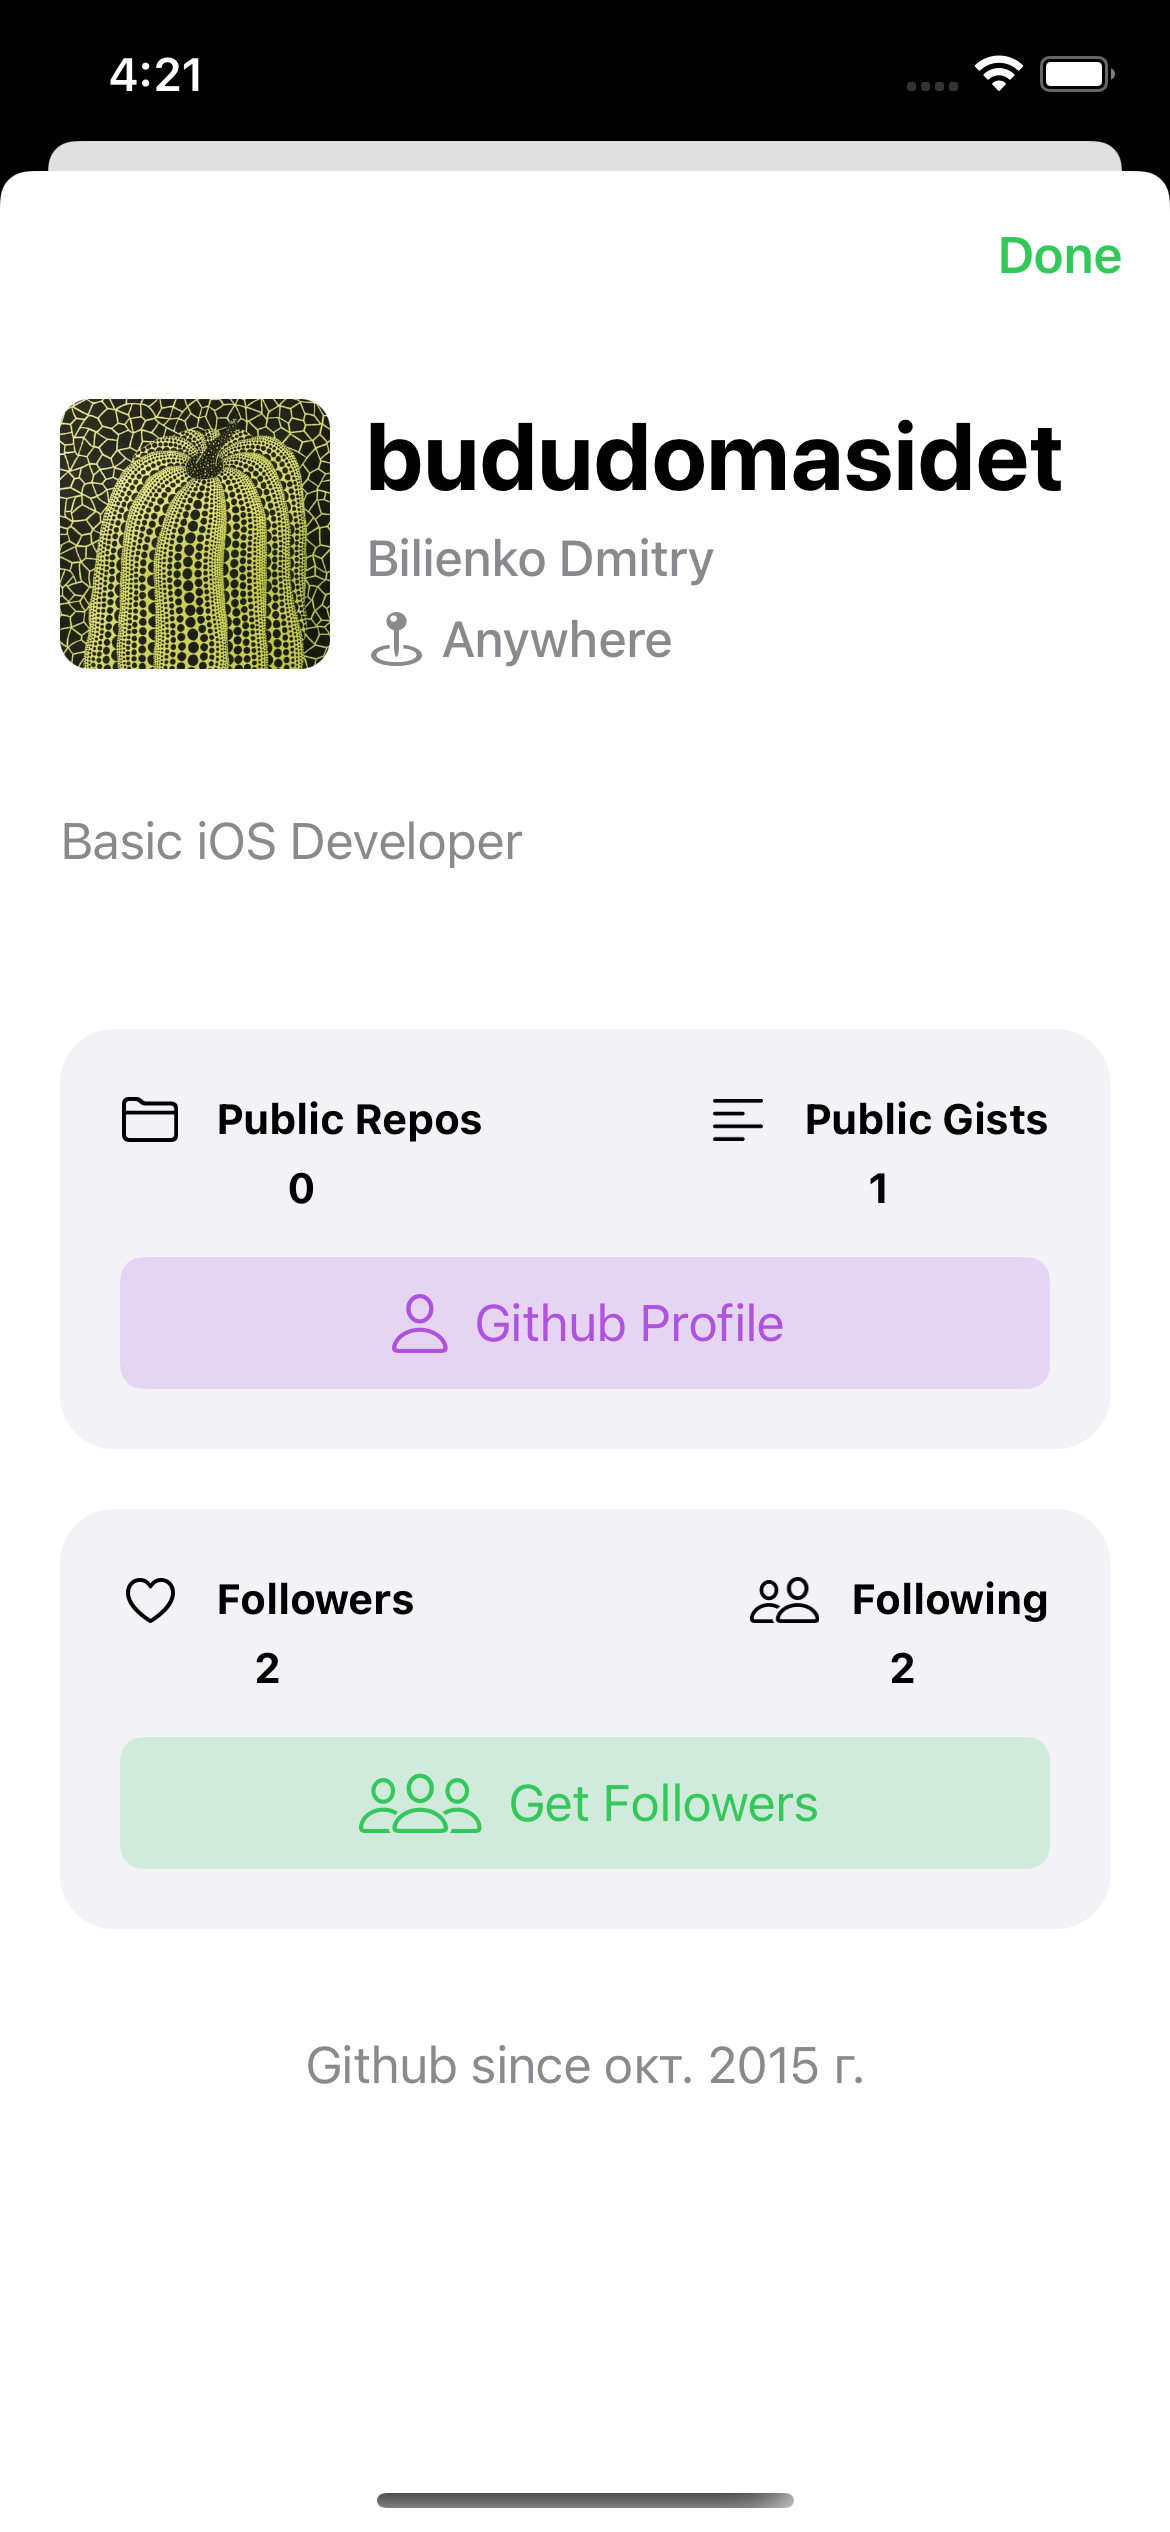 4:21
Done
bududomasidet
Bilienko Dmitry
Anywhere
Basic iOS Developer
Public Repos
Public Gists
0
1
Github Profile
Followers
Following
2
2
Get Followers
Github since окт. 2015 г.